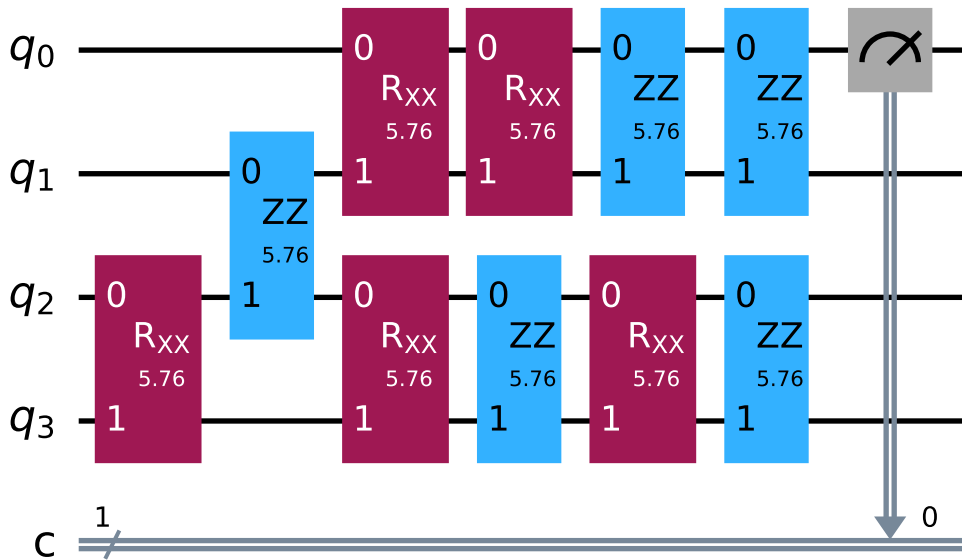 q0 0 0 0 0
RXX RXX ZZ ZZ
5.76 5.76 5.76 5.76
q1 0 1 1 1 1
ZZ
5.76
q2 0 1 0 0 0 0
RXX RXX ZZ RXX ZZ
5.76 5.76 5.76 5.76 5.76
q3 1 1 1 1 1
1 0
c